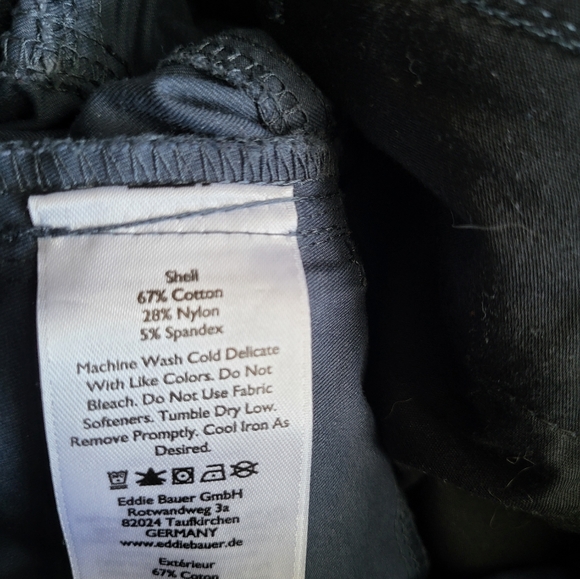 Shell
67% Cotton
28% Nylon
5% Spandex
Machine Wash Cold Delicate
With Like Colors. Do Not
Bleach. Do Not Use Fabric
Softeners. Tumble Dry Low.
Remove Promptly. Cool Iron As
Desired.
Eddie Bauer GmbH
Rotwandweg 3a
82024 Taufkirchen
GERMANY
www.eddiebauer.de
Extérieur
67% Coton